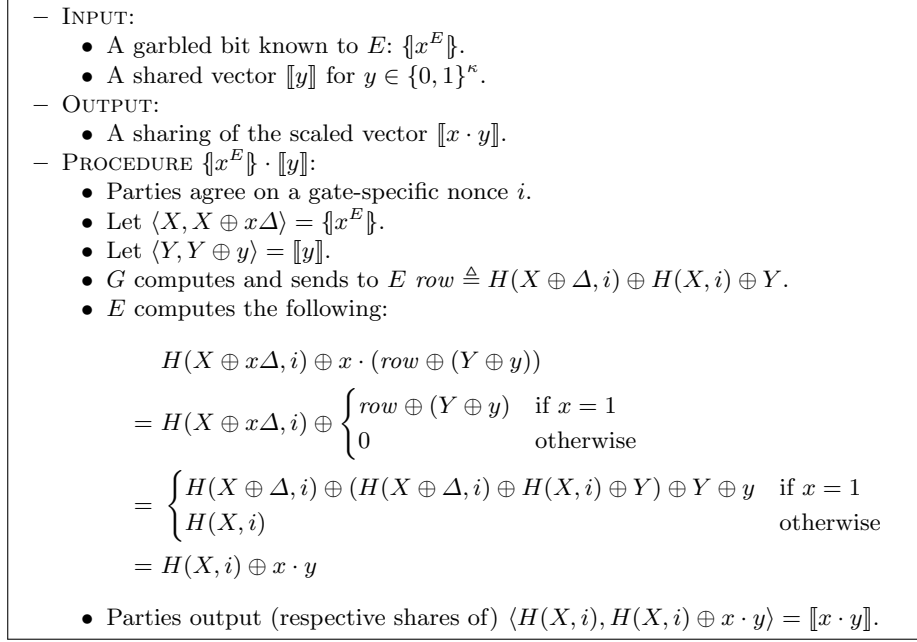 – INPUT:
• A garbled bit known to E: {[x^E]}.
• A shared vector ⟦y⟧ for y ∈ {0, 1}^κ.
– OUTPUT:
• A sharing of the scaled vector ⟦x · y⟧.
– PROCEDURE {[x^E]} · ⟦y⟧:
• Parties agree on a gate-specific nonce i.
• Let ⟨X, X ⊕ xΔ⟩ = {[x^E]}.
• Let ⟨Y, Y ⊕ y⟩ = ⟦y⟧.
• G computes and sends to E row ≜ H(X ⊕ Δ, i) ⊕ H(X, i) ⊕ Y.
• E computes the following:
H(X ⊕ xΔ, i) ⊕ x · (row ⊕ (Y ⊕ y))
= H(X ⊕ xΔ, i) ⊕ { row ⊕ (Y ⊕ y) if x = 1
0 otherwise
= { H(X ⊕ Δ, i) ⊕ (H(X ⊕ Δ, i) ⊕ H(X, i) ⊕ Y) ⊕ Y ⊕ y if x = 1
H(X, i) otherwise
= H(X, i) ⊕ x · y
• Parties output (respective shares of) ⟨H(X, i), H(X, i) ⊕ x · y⟩ = ⟦x · y⟧.